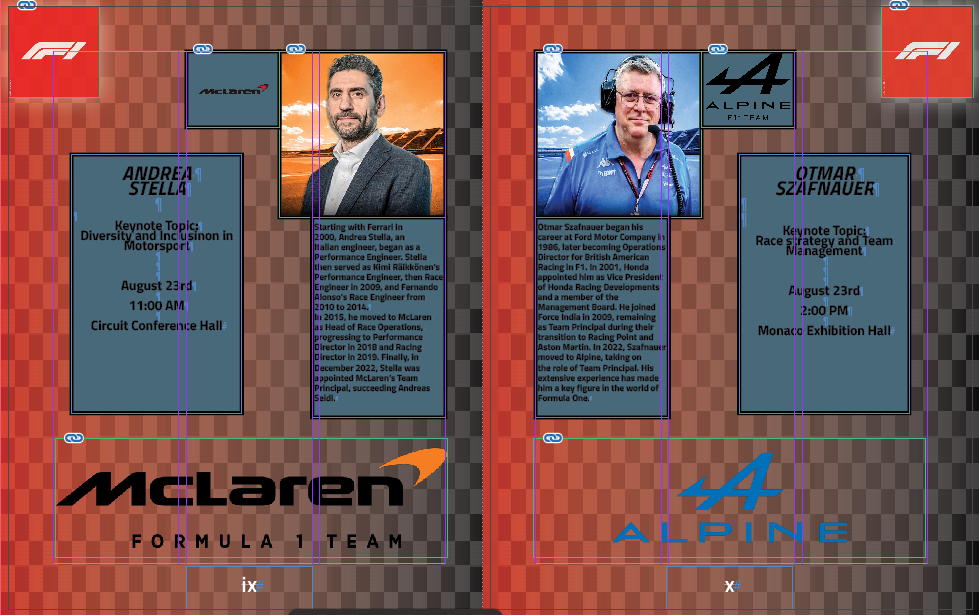 F1
McLaren
ANDREA
STELLA
Keynote Topic:
Diversity and Inclusinon in
Motorsport
August 23rd
11:00 AM
Circuit Conference Hall
Starting with Ferrari in
2000, Andrea Stella, an
Italian engineer, began as a
Performance Engineer. Stella
then served as Kimi Räikkönen's
Performance Engineer, then Race
Engineer in 2009, and Fernando
Alonso's Race Engineer from
2010 to 2014.
In 2015, he moved to McLaren
as Head of Race Operations,
progressing to Performance
Director in 2018 and Racing
Director in 2019. Finally, in
December 2022, Stella was
appointed McLaren's Team
Principal, succeeding Andreas
Seidl.
McLaren
FORMULA 1 TEAM
ix
F1
A
ALPINE
F1 TEAM
Otmar Szafnauer began his
career at Ford Motor Company in
1986, later becoming Operations
Director for British American
Racing in F1. In 2001, Honda
appointed him as Vice President
of Honda Racing Developments
and a member of the
Management Board. He joined
Force India in 2009, remaining
as Team Principal during their
transition to Racing Point and
Aston Martin. In 2022, Szafnauer
moved to Alpine, taking on
the role of Team Principal. His
extensive experience has made
him a key figure in the world of
Formula One.
OTMAR
SZAFNAUER
Keynote Topic:
Race strategy and Team
Management
August 23rd
2:00 PM
Monaco Exhibition Hall
A
ALPINE
x